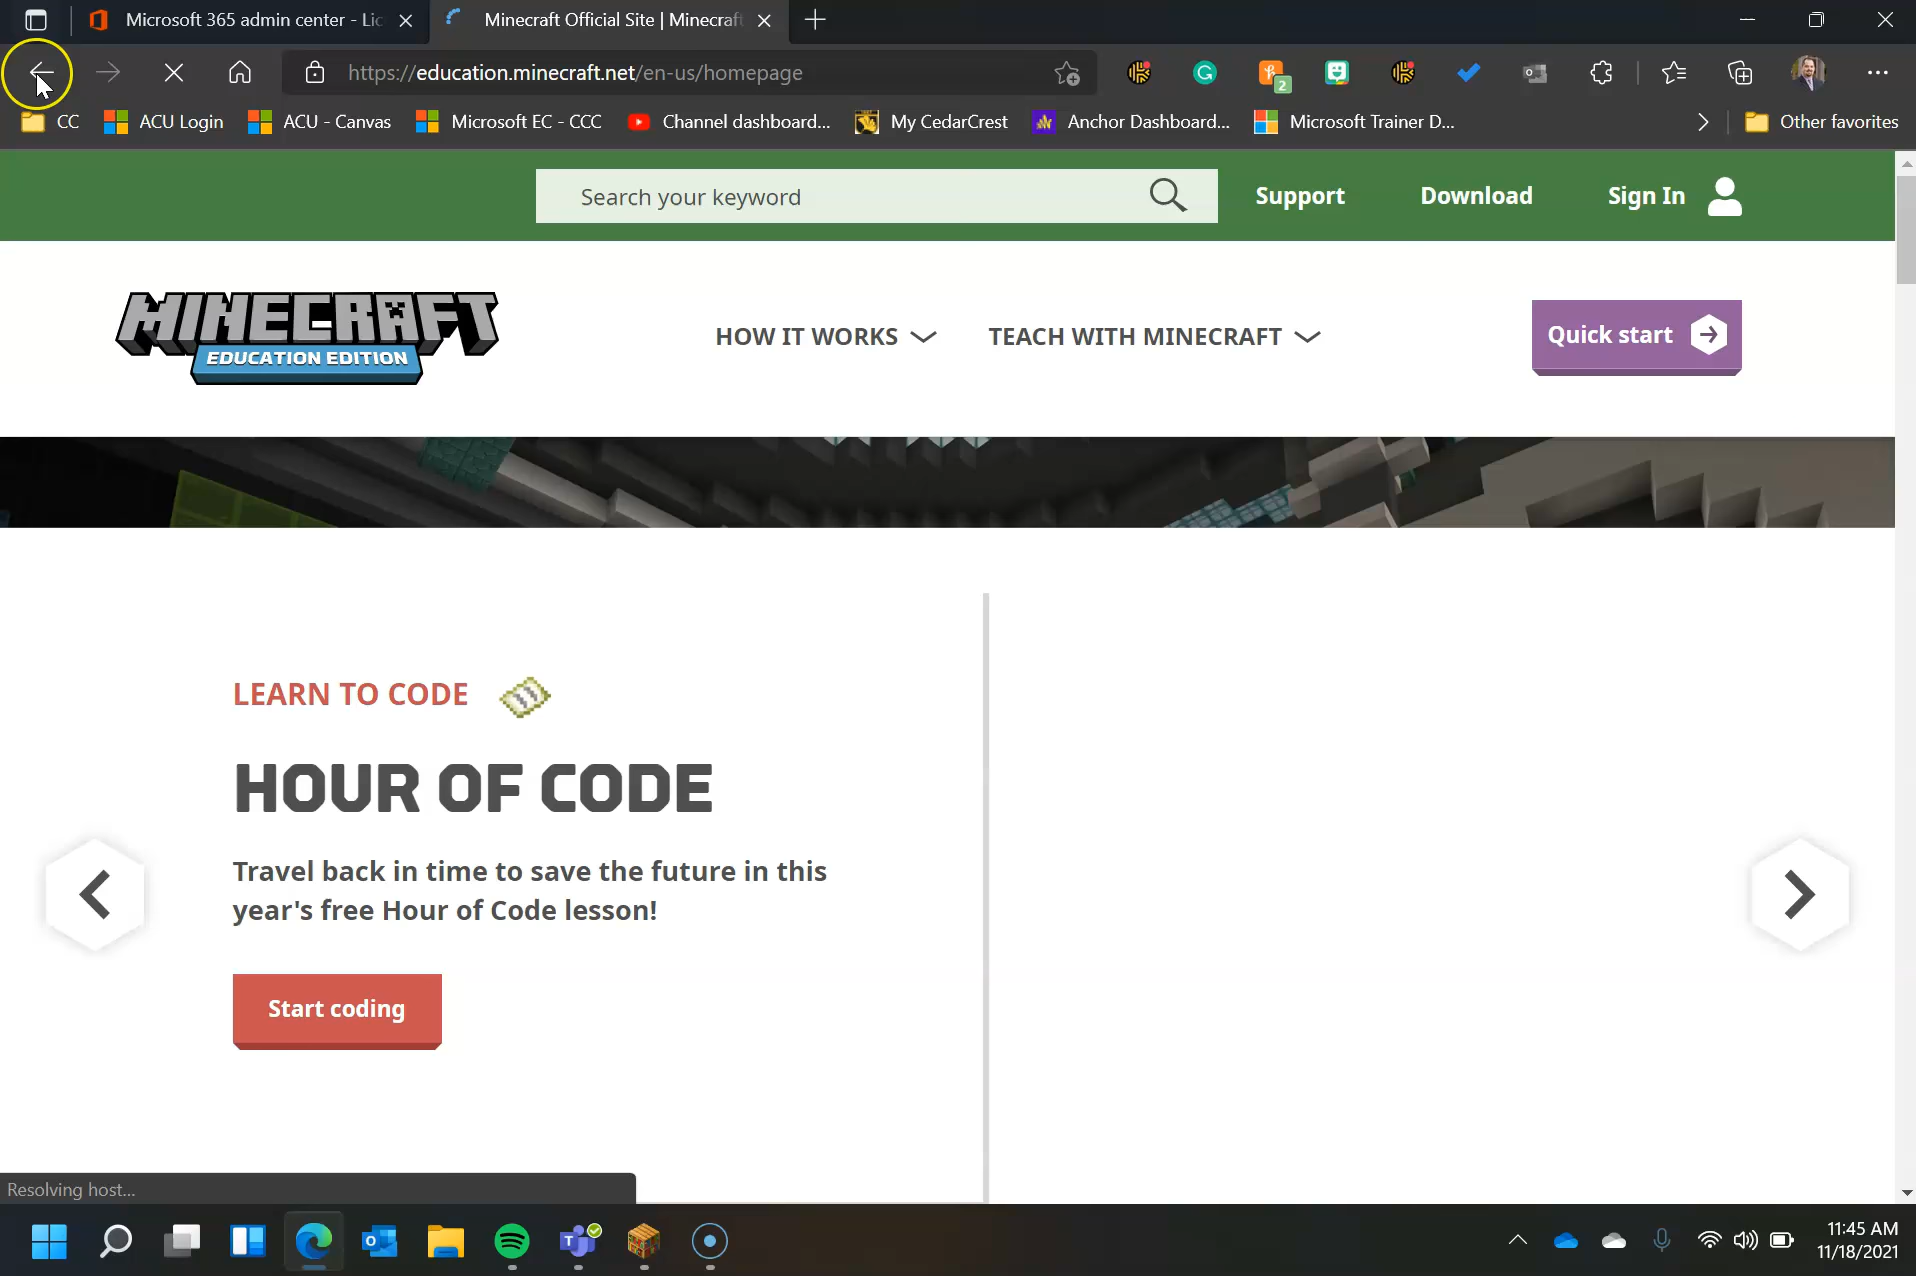 Microsoft 365 admin center - Lic
Minecraft Official Site | Minecraft
https://education.minecraft.net/en-us/homepage
2
CC
ACU Login
ACU - Canvas
Microsoft EC - CCC
Channel dashboard...
My CedarCrest
Anchor Dashboard...
Microsoft Trainer D...
Other favorites
Search your keyword
Support
Download
Sign In
MINECRAFT
EDUCATION EDITION
HOW IT WORKS
TEACH WITH MINECRAFT
Quick start
LEARN TO CODE
HOUR OF CODE
Travel back in time to save the future in this
year's free Hour of Code lesson!
Start coding
Resolving host...
11:45 AM
11/18/2021